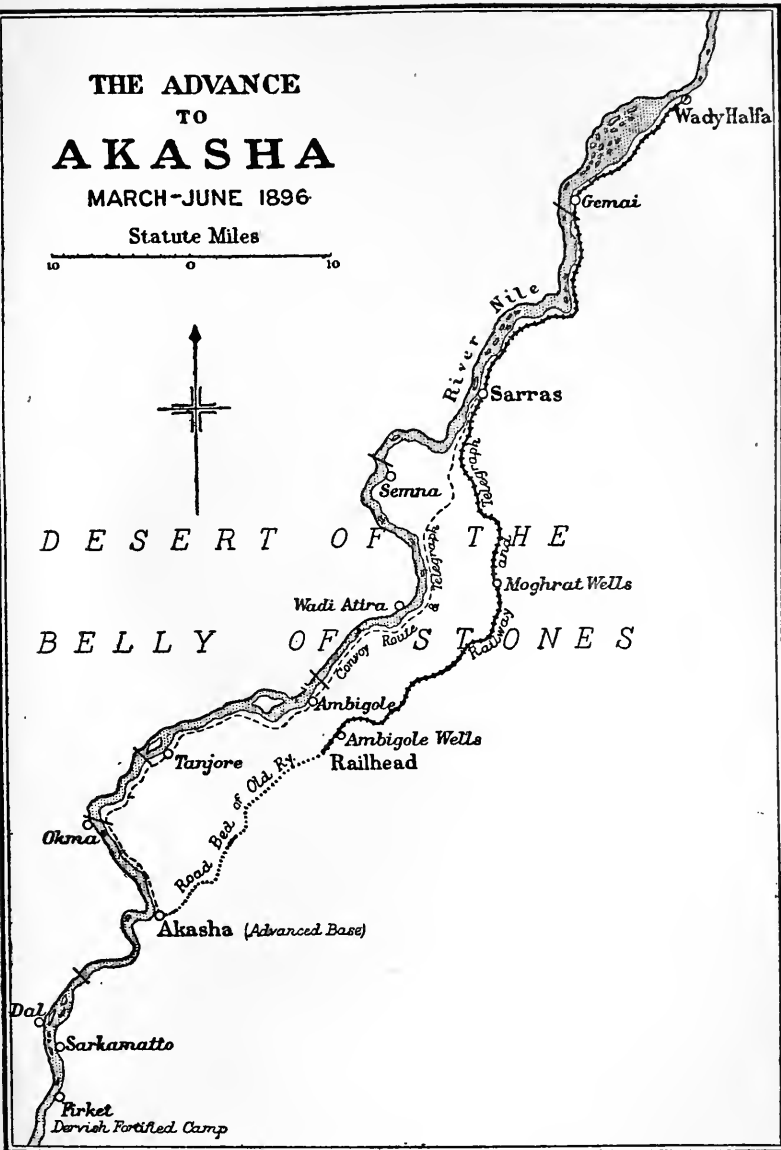 THE ADVANCE
TO
AKASHA
MARCH-JUNE 1896
Statute Miles
10 0 10
Wady Halfa
Gemai
River Nile
Sarras
Semna
Telegraph
DESERT OF THE
and
Moghrat Wells
Wadi Atira
Convoy Route & Telegraph
BELLY OF STONES
Railway
Ambigole
Ambigole Wells
Railhead
Tanjore
Road Bed of Old Ry.
Okma
Akasha (Advanced Base)
Dal
Sarkamatto
Firket
Dervish Fortified Camp